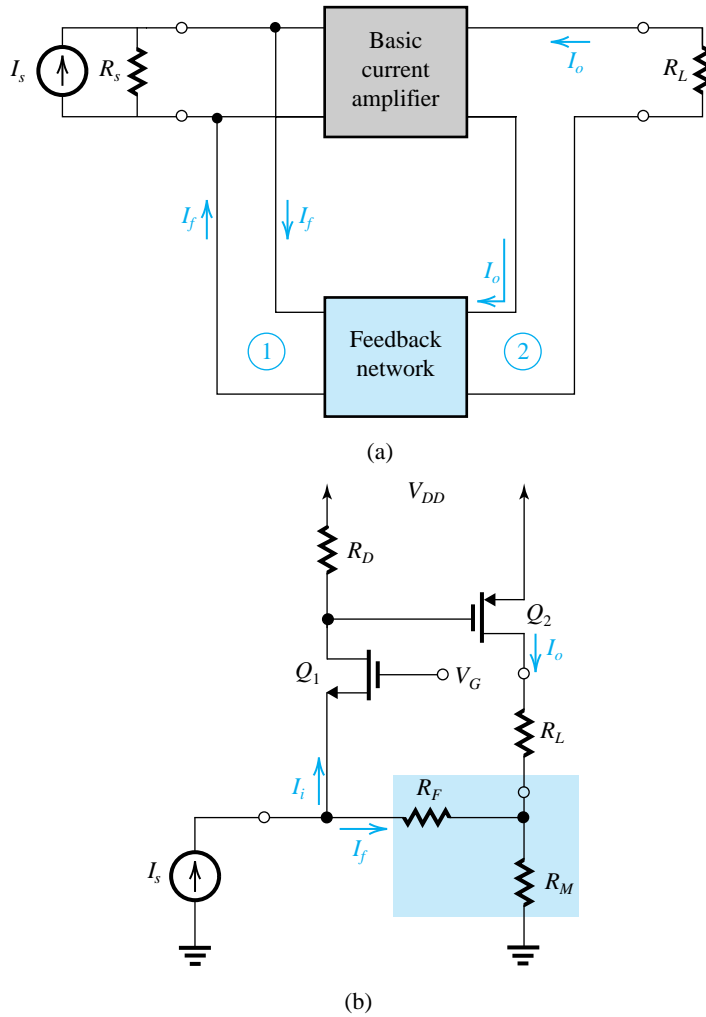 Basic
current
amplifier
I_s
R_s
I_o
R_L
I_f
I_f
I_o
1
Feedback
network
2
(a)
V_DD
R_D
Q_2
I_o
Q_1
V_G
R_L
I_i
R_F
I_f
I_s
R_M
(b)